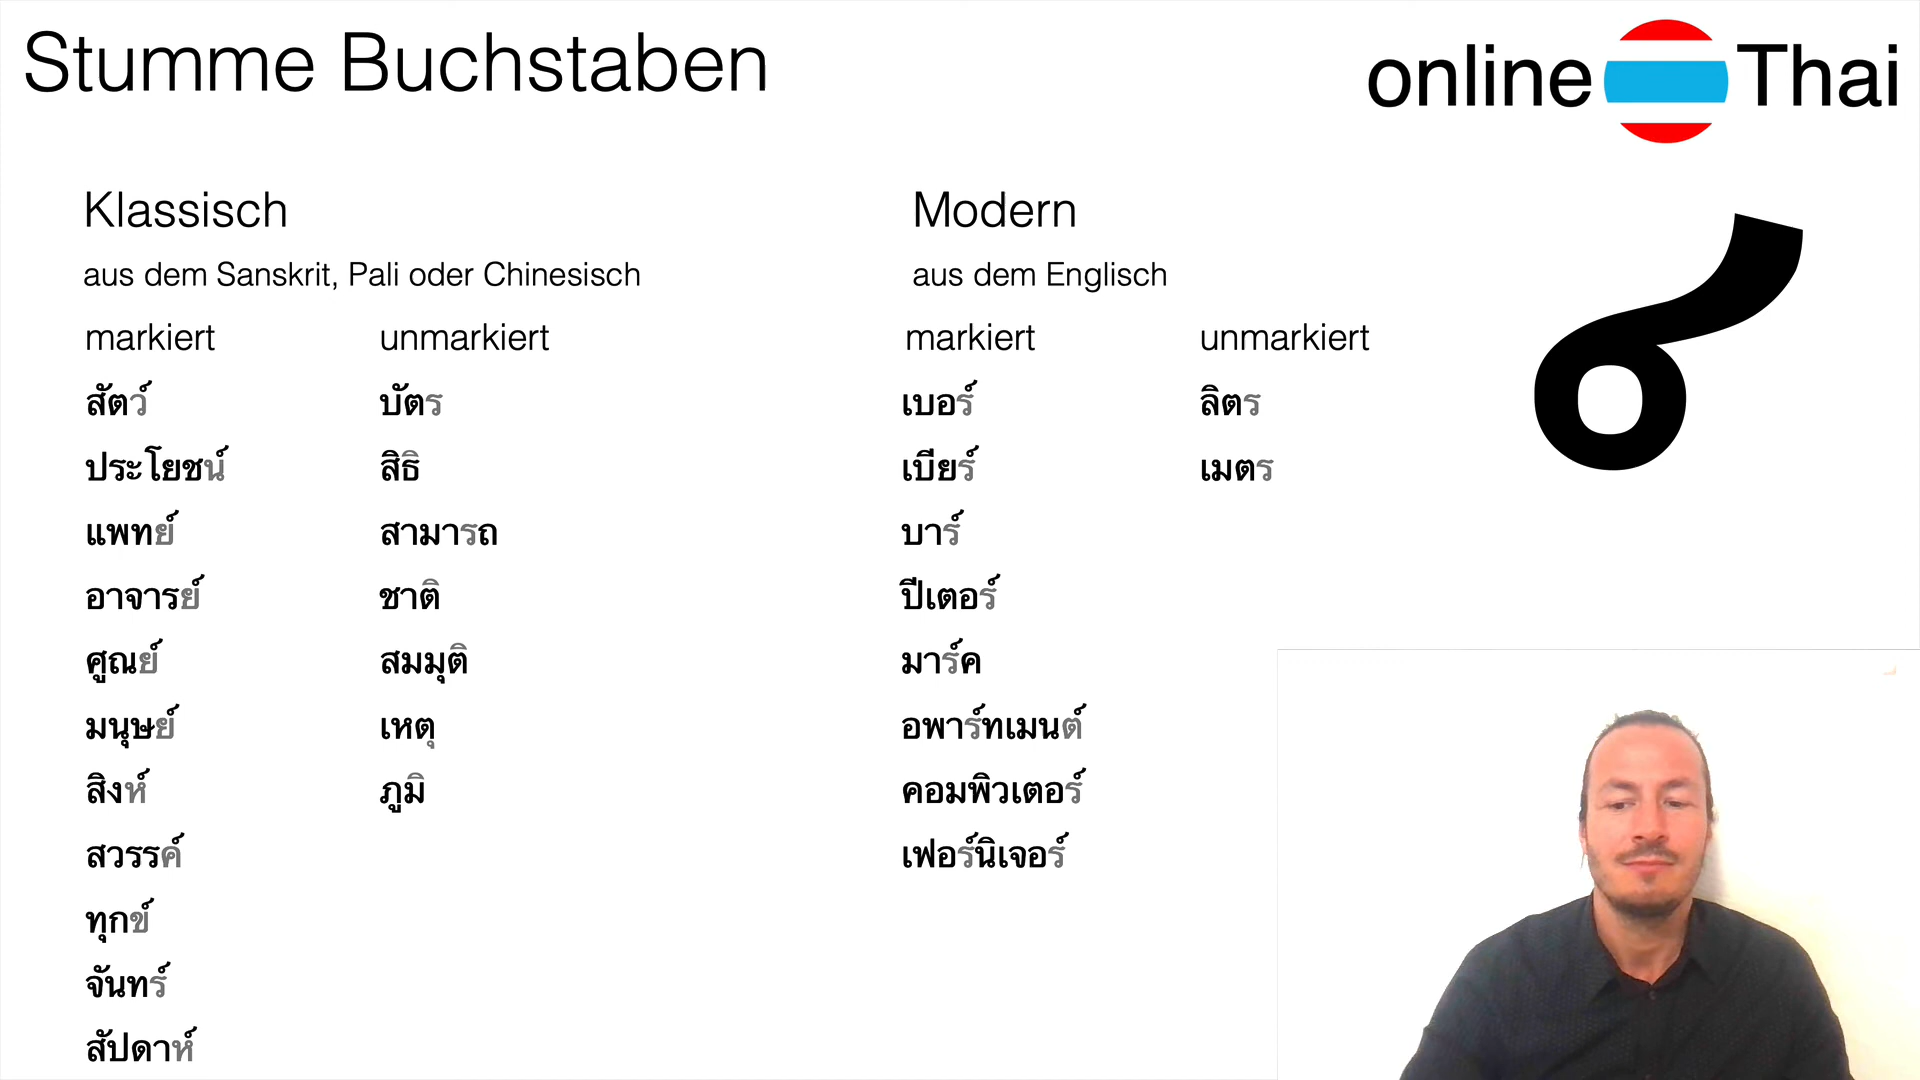 Stumme Buchstaben
online Thai
Klassisch
aus dem Sanskrit, Pali oder Chinesisch
markiert
สัตว์
ประโยชน์
แพทย์
อาจารย์
ศูณย์
มนุษย์
สิงห์
สวรรค์
ทุกข์
จันทร์
สัปดาห์
unmarkiert
บัตร
สิธิ
สามารถ
ชาติ
สมมุติ
เหตุ
ภูมิ
Modern
aus dem Englisch
markiert
เบอร์
เบียร์
บาร์
ปีเตอร์
มาร์ค
อพาร์ทเมนต์
คอมพิวเตอร์
เฟอร์นิเจอร์
unmarkiert
ลิตร
เมตร
์